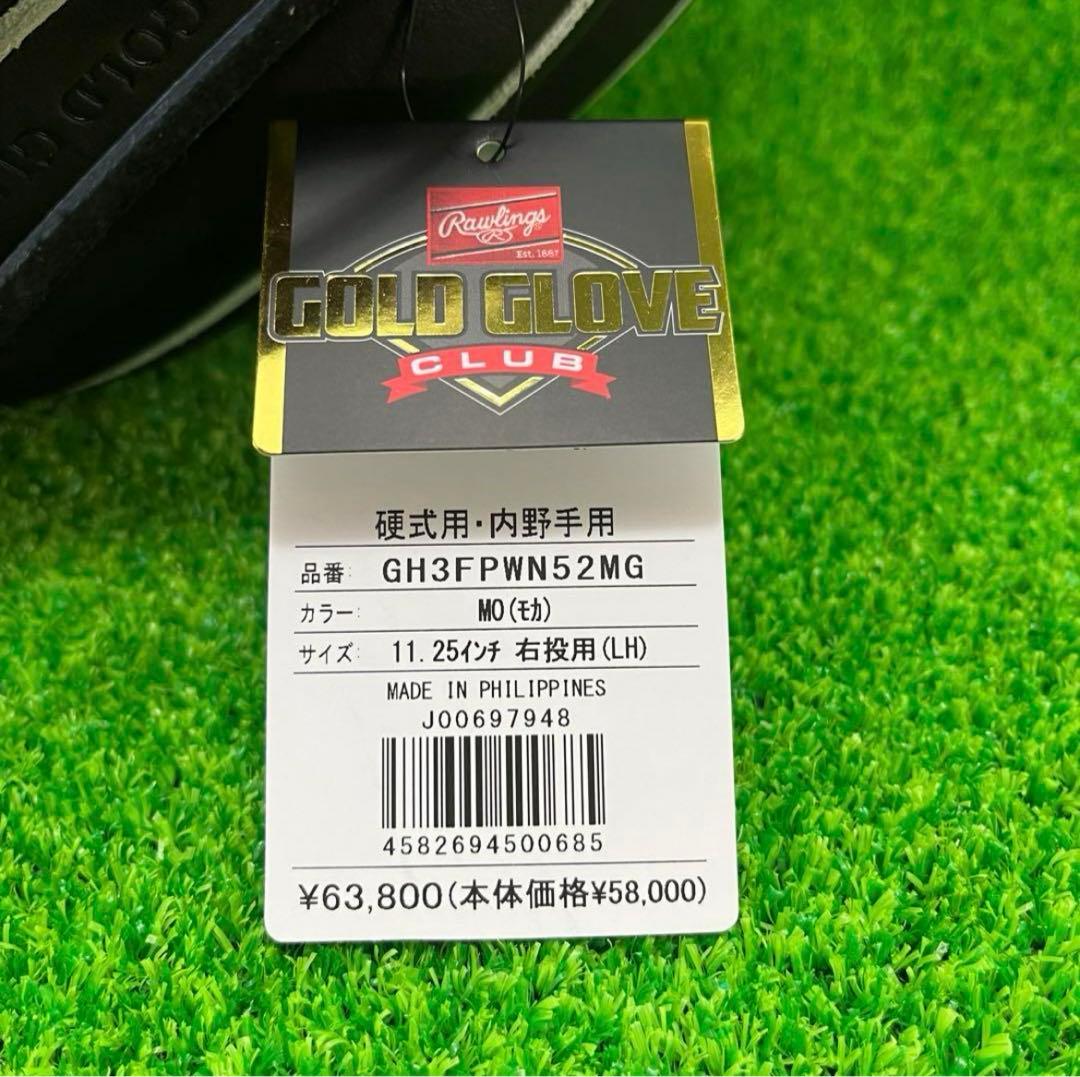 GOLD GL
Rawlings
R
Est. 1887
GOLD GLOVE
CLUB
硬式用・内野手用
品番: GH3FPWN52MG
カラー: MO(ﾓｶ)
サイズ: 11.25ｲﾝﾁ 右投用(LH)
MADE IN PHILIPPINES
J00697948
4582694500685
¥63,800(本体価格¥58,000)